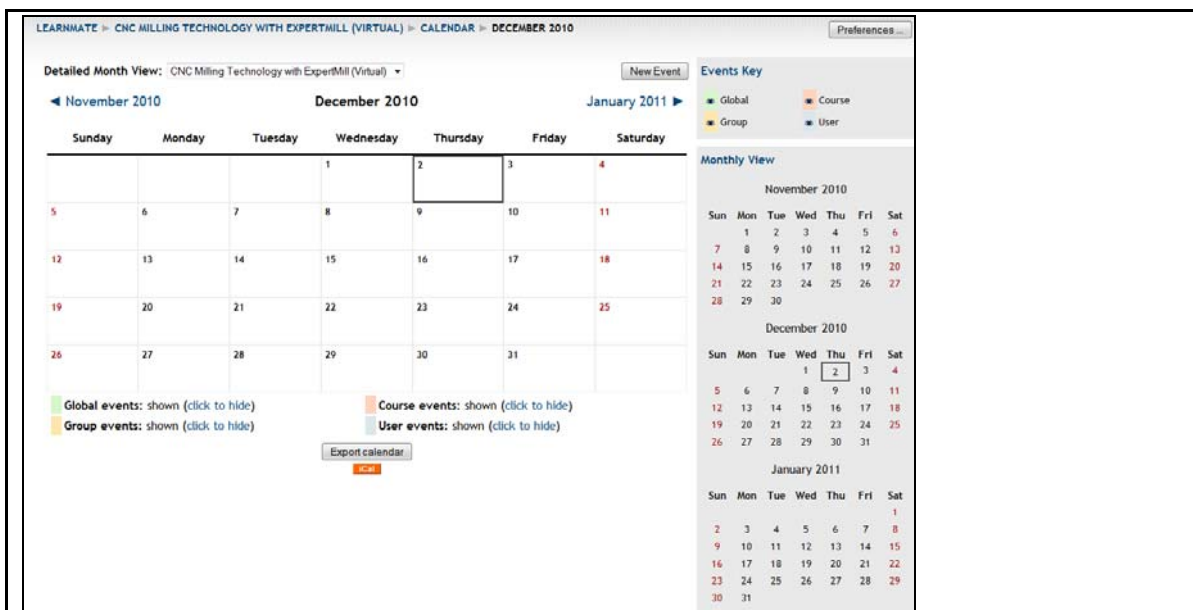 LEARNMATE ► CNC MILLING TECHNOLOGY WITH EXPERTMILL (VIRTUAL) ► CALENDAR ► DECEMBER 2010
Preferences ...
Detailed Month View: CNC Milling Technology with ExpertMill (Virtual)
New Event
◄ November 2010 December 2010 January 2011 ►
Sunday Monday Tuesday Wednesday Thursday Friday Saturday
1 2 3 4
5 6 7 8 9 10 11
12 13 14 15 16 17 18
19 20 21 22 23 24 25
26 27 28 29 30 31
Global events: shown (click to hide) Course events: shown (click to hide)
Group events: shown (click to hide) User events: shown (click to hide)
Export calendar
iCal
Events Key
Global Course
Group User
Monthly View
November 2010
Sun Mon Tue Wed Thu Fri Sat
1 2 3 4 5 6
7 8 9 10 11 12 13
14 15 16 17 18 19 20
21 22 23 24 25 26 27
28 29 30
December 2010
Sun Mon Tue Wed Thu Fri Sat
1 2 3 4
5 6 7 8 9 10 11
12 13 14 15 16 17 18
19 20 21 22 23 24 25
26 27 28 29 30 31
January 2011
Sun Mon Tue Wed Thu Fri Sat
1
2 3 4 5 6 7 8
9 10 11 12 13 14 15
16 17 18 19 20 21 22
23 24 25 26 27 28 29
30 31